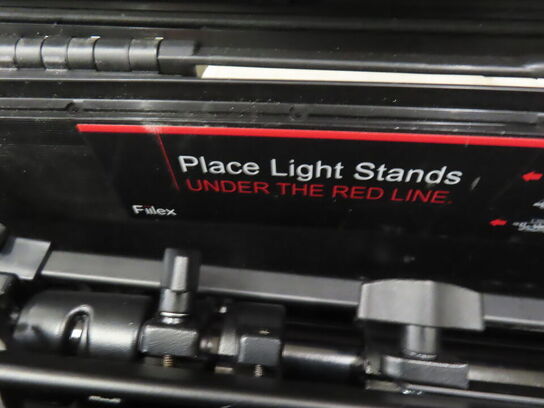 Place Light Stands
UNDER THE RED LINE.
Fiilex